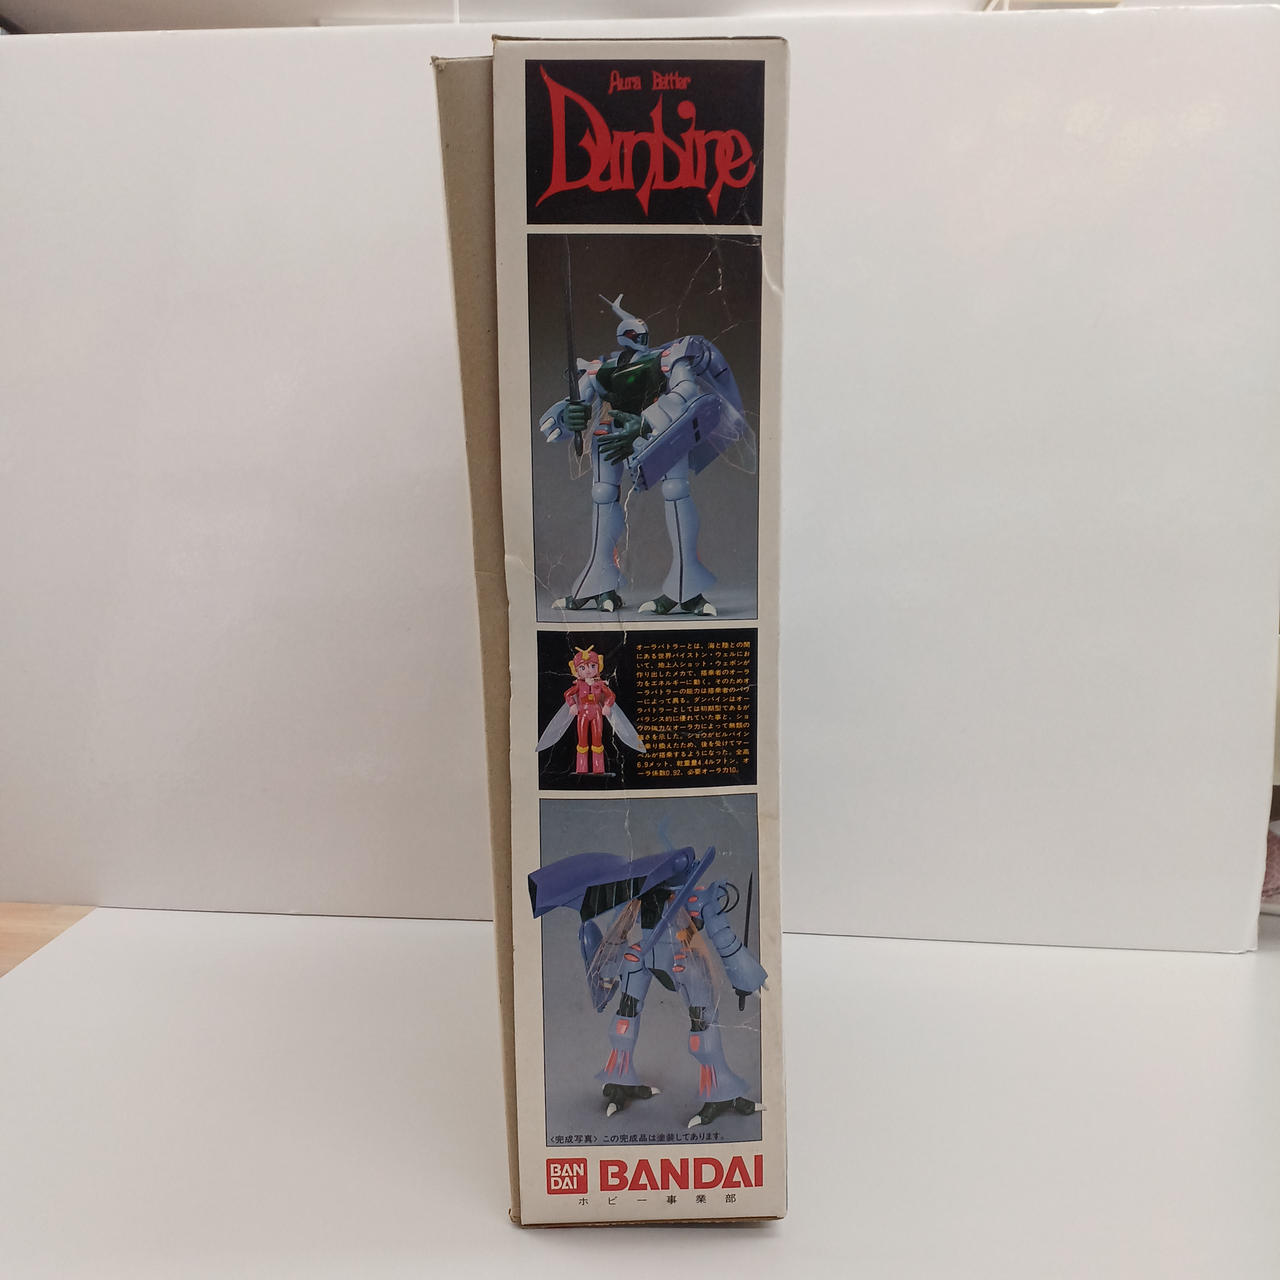 Aura Battler
Dunbine
オーラバトラーとは、海と陸との間
にある世界バイストン・ウェルにお
いて、地上人ショット・ウェポンが
作り出したメカで、搭乗者のオーラ
力をエネルギーに動く。そのためオ
ーラバトラーの能力は搭乗者のパワ
ーによって異る。ダンバインはオー
ラバトラーとしては初期型であるが
バランス的に優れていた事と、ショ
ウの強力なオーラ力によって無類の
強さを示した。ショウがビルバイン
乗り換えたため、後を受けてマー
ベルが搭乗するようになった。全高
6.9メット、乾重量4.4ルフトン、オ
ーラ係数0.92、必要オーラ力10。
〈完成写真〉この完成品は塗装してあります。
BAN
DAI
BANDAI
ホビー事業部